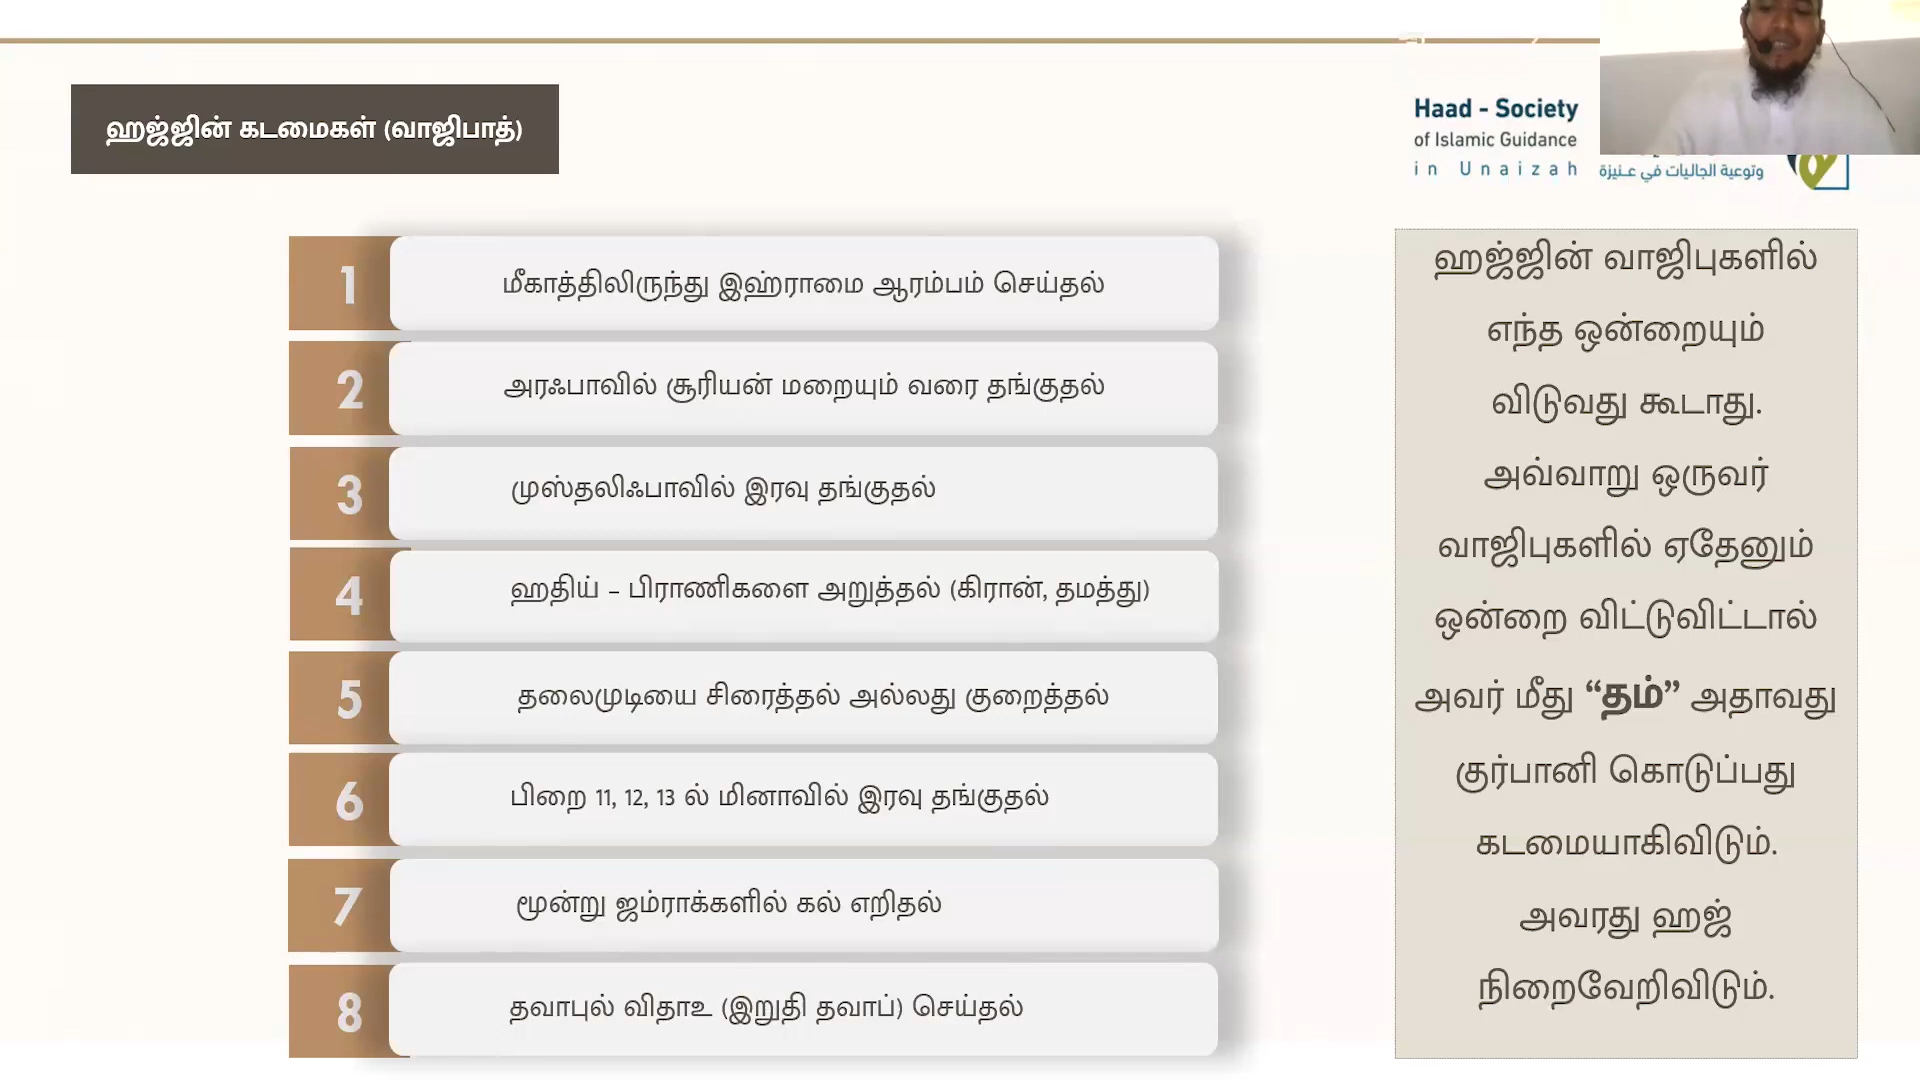 ஹஜ்ஜின் கடமைகள் (வாஜிபாத்)
Haad - Society
of Islamic Guidance
in Unaizah
وتوعية الجاليات في عنيزة
1 மீகாத்திலிருந்து இஹ்ராமை ஆரம்பம் செய்தல்
2 அரஃபாவில் சூரியன் மறையும் வரை தங்குதல்
3 முஸ்தலிஃபாவில் இரவு தங்குதல்
4 ஹதிய் – பிராணிகளை அறுத்தல் (கிரான், தமத்து)
5 தலைமுடியை சிரைத்தல் அல்லது குறைத்தல்
6 பிறை 11, 12, 13 ல் மினாவில் இரவு தங்குதல்
7 மூன்று ஜம்ராக்களில் கல் எறிதல்
8 தவாபுல் விதாஉ (இறுதி தவாப்) செய்தல்
ஹஜ்ஜின் வாஜிபுகளில்
எந்த ஒன்றையும்
விடுவது கூடாது.
அவ்வாறு ஒருவர்
வாஜிபுகளில் ஏதேனும்
ஒன்றை விட்டுவிட்டால்
அவர் மீது “தம்” அதாவது
குர்பானி கொடுப்பது
கடமையாகிவிடும்.
அவரது ஹஜ்
நிறைவேறிவிடும்.